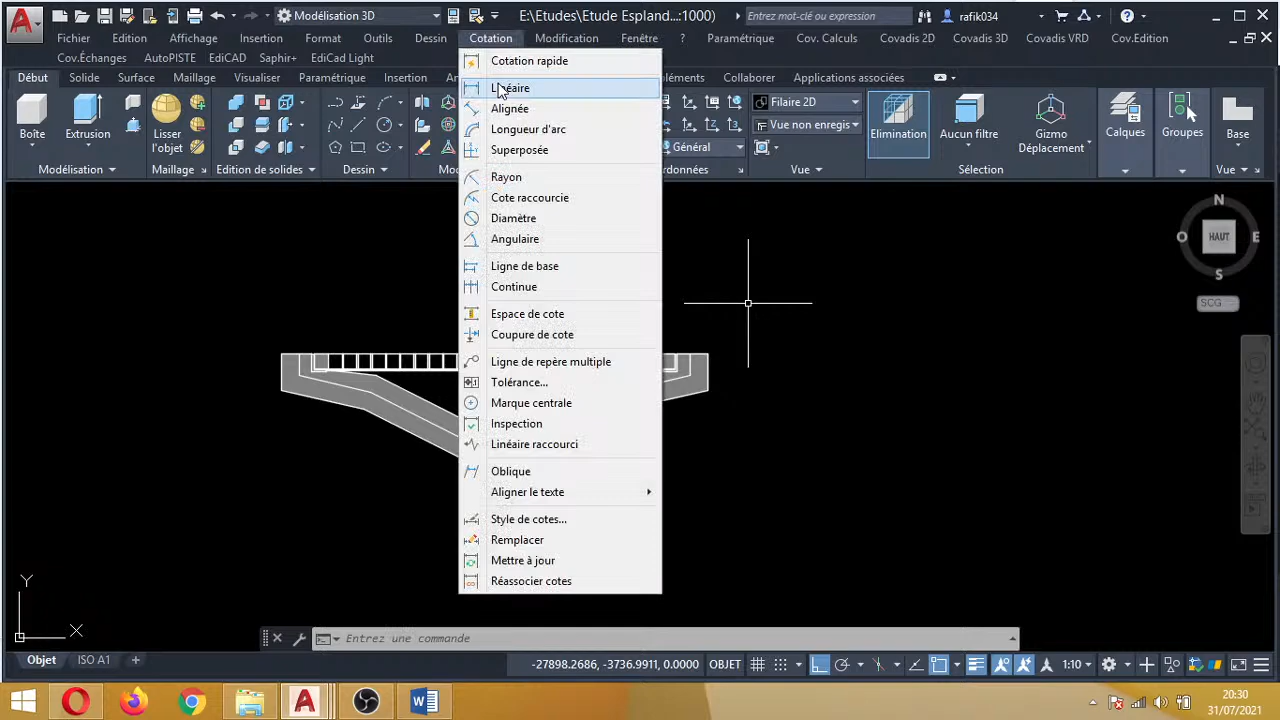 Modélisation 3D
E:\Etudes\Etude Espland...:1000)
Entrez mot-clé ou expression
rafik034
Fichier Edition Affichage Insertion Format Outils Dessin Cotation Modification Fenêtre ? Paramétrique Cov. Calculs Covadis 2D Covadis 3D Covadis VRD Cov.Edition
Cov.Échanges AutoPISTE EdiCAD Saphir+ EdiCad Light
Début Solide Surface Maillage Visualiser Paramétrique Insertion
éléments Collaborer Applications associées
Boîte
Extrusion
Lisser
l'objet
Filaire 2D
Vue non enregis
Général
Elimination
Aucun filtre
Gizmo
Déplacement
Calques
Groupes
Base
Modélisation
Maillage
Edition de solides
Dessin
Vue
Sélection
Vue
Cotation rapide
Linéaire
Alignée
Longueur d'arc
Superposée
Rayon
Cote raccourcie
Diamètre
Angulaire
Ligne de base
Continue
Espace de cote
Coupure de cote
Ligne de repère multiple
Tolérance...
Marque centrale
Inspection
Linéaire raccourci
Oblique
Aligner le texte
Style de cotes...
Remplacer
Mettre à jour
Réassocier cotes
N
O
HAUT
E
S
SCG
Y
X
Entrez une commande
Objet ISO A1 +
-27898.2686, -3736.9911, 0.0000 OBJET
1:10
20:30
31/07/2021